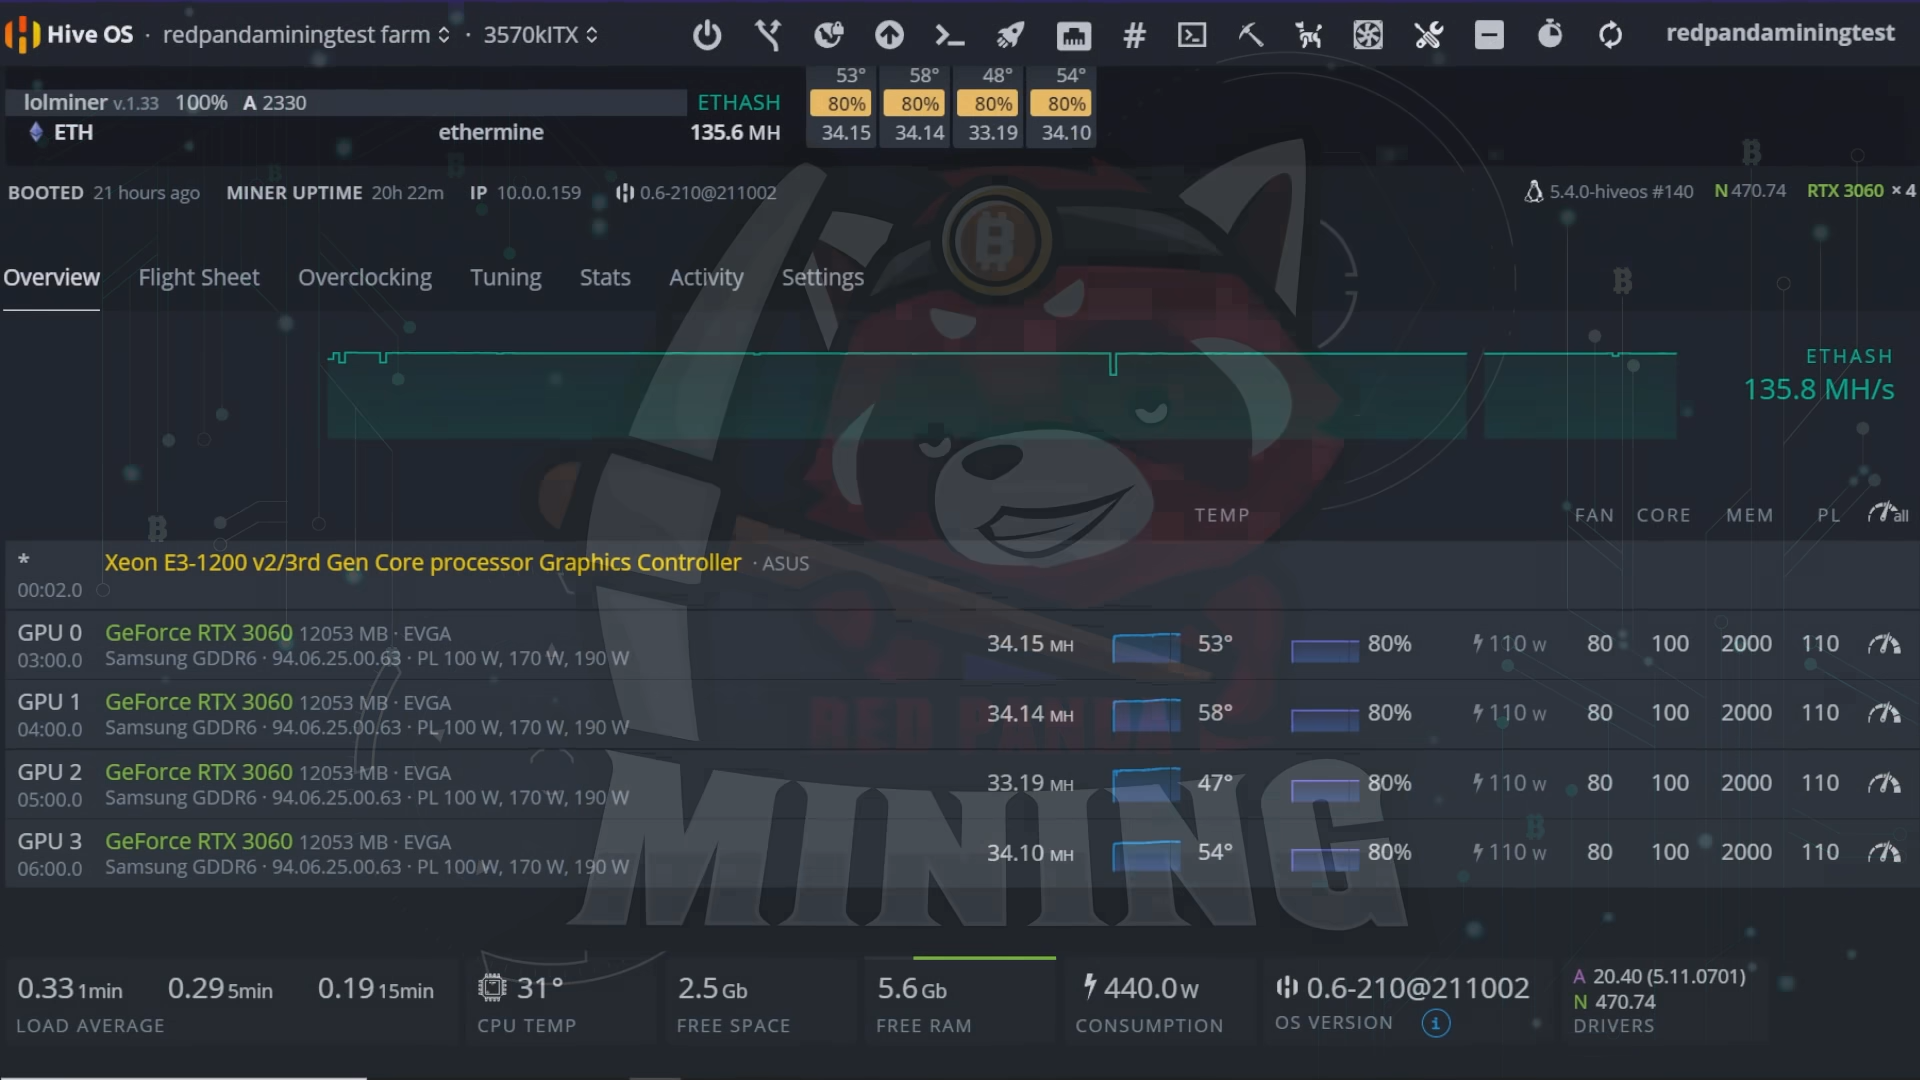 Hive OS · redpandaminingtest farm · 3570kITX # redpandaminingtest
53° 58° 48° 54°
lolminer v.1.33 100% A 2330 ETHASH 80% 80% 80% 80%
ETH ethermine 135.6 MH 34.15 34.14 33.19 34.10
BOOTED 21 hours ago MINER UPTIME 20h 22m IP 10.0.0.159 0.6-210@211002 5.4.0-hiveos #140 N 470.74 RTX 3060 × 4
Overview Flight Sheet Overclocking Tuning Stats Activity Settings
ETHASH
135.8 MH/s
TEMP FAN CORE MEM PL all
* Xeon E3-1200 v2/3rd Gen Core processor Graphics Controller · ASUS
00:02.0
GPU 0 GeForce RTX 3060 12053 MB · EVGA 34.15 MH 53° 80% 110 W 80 100 2000 110
03:00.0 Samsung GDDR6 · 94.06.25.00.63 · PL 100 W, 170 W, 190 W
GPU 1 GeForce RTX 3060 12053 MB · EVGA 34.14 MH 58° 80% 110 W 80 100 2000 110
04:00.0 Samsung GDDR6 · 94.06.25.00.63 · PL 100 W, 170 W, 190 W
RED PANDA
GPU 2 GeForce RTX 3060 12053 MB · EVGA 33.19 MH 47° 80% 110 W 80 100 2000 110
05:00.0 Samsung GDDR6 · 94.06.25.00.63 · PL 100 W, 170 W, 190 W
GPU 3 GeForce RTX 3060 12053 MB · EVGA 34.10 MH 54° 80% 110 W 80 100 2000 110
06:00.0 Samsung GDDR6 · 94.06.25.00.63 · PL 100 W, 170 W, 190 W
MINING
0.33 1min 0.29 5min 0.19 15min 31° 2.5 Gb 5.6 Gb 440.0 W 0.6-210@211002 A 20.40 (5.11.0701)
N 470.74
LOAD AVERAGE CPU TEMP FREE SPACE FREE RAM CONSUMPTION OS VERSION i DRIVERS